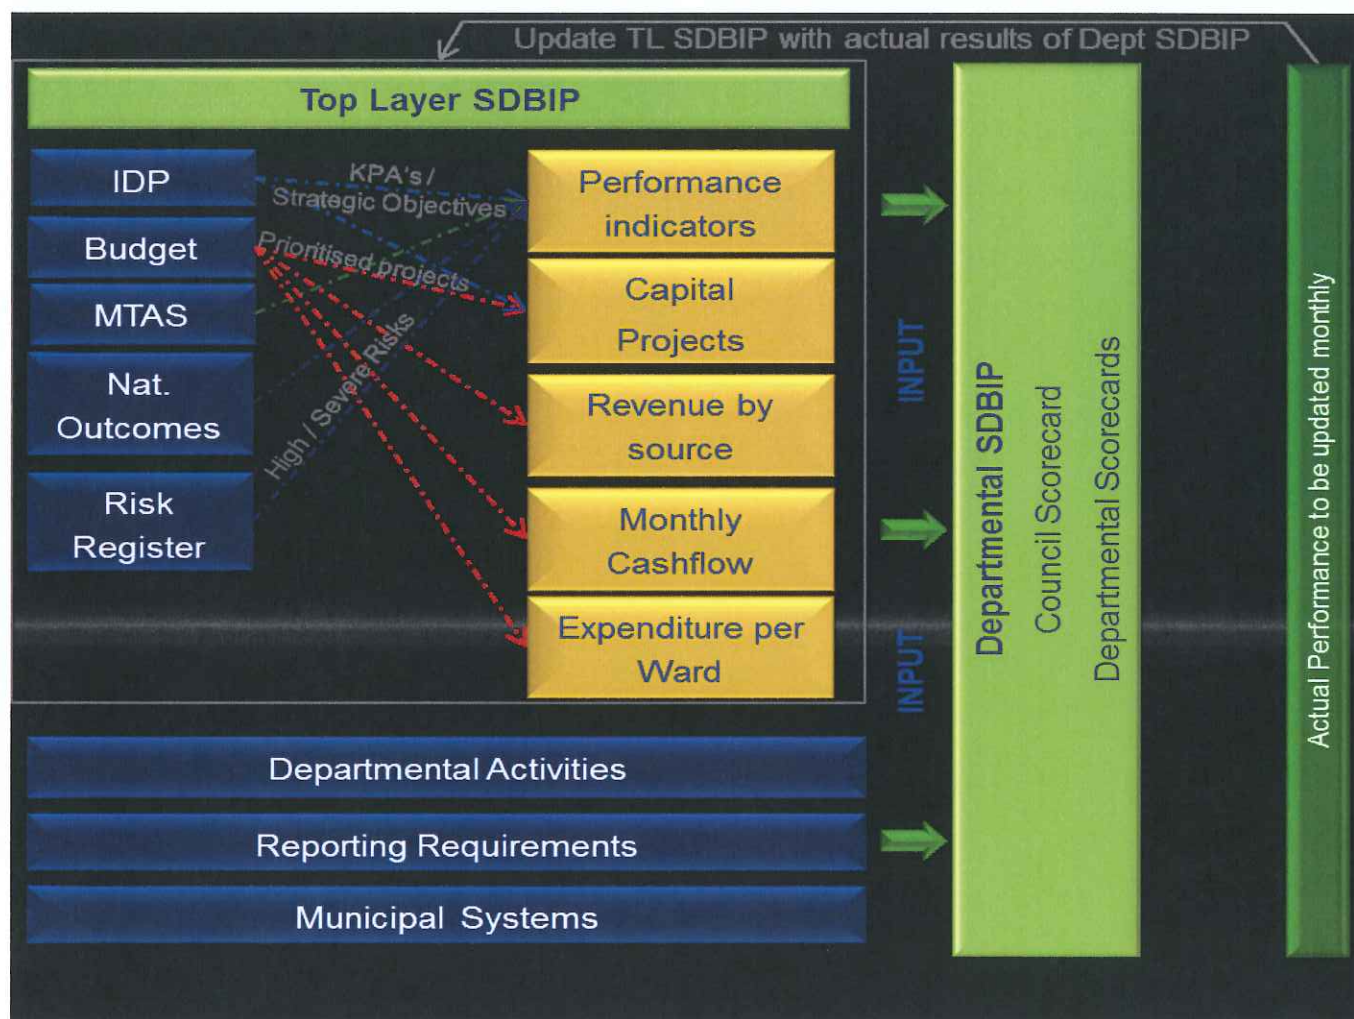 Update TL SDBIP with actual results of Dept SDBIP
Top Layer SDBIP
IDP
Budget
MTAS
Nat.
Outcomes
Risk
Register
KPA's /
Strategic Objectives
Prioritised projects
High / Severe Risks
Performance
indicators
Capital
Projects
Revenue by
source
Monthly
Cashflow
Expenditure per
Ward
INPUT
INPUT
Departmental SDBIP
Council Scorecard
Departmental Scorecards
Actual Performance to be updated monthly
Departmental Activities
Reporting Requirements
Municipal Systems